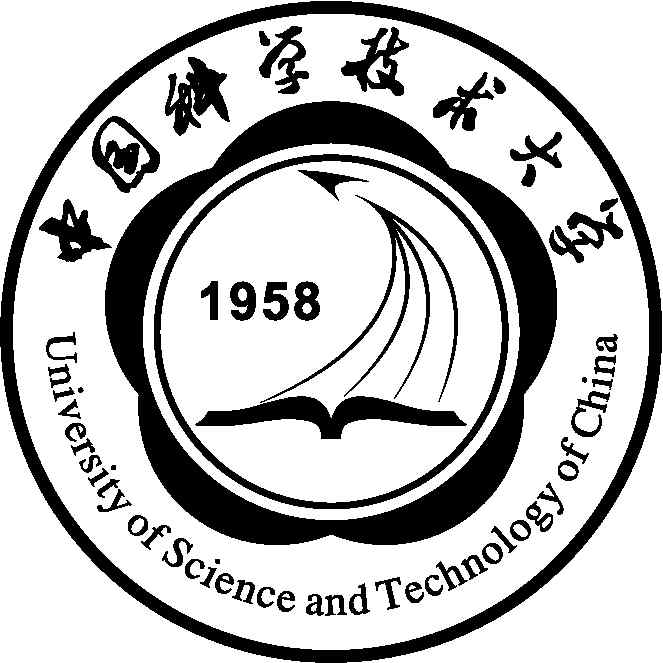 中国科学技术大学
1958
University of Science and Technology of China